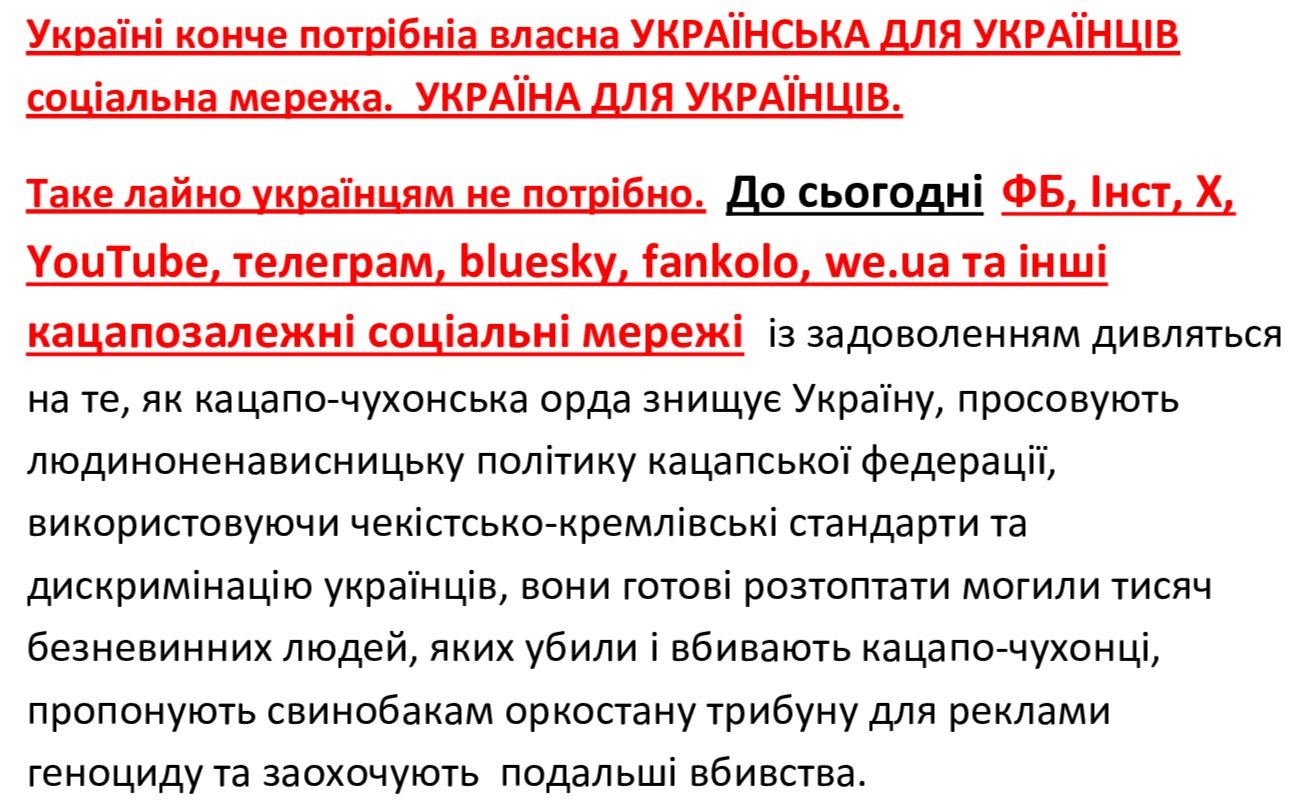 Україні конче потрібніа власна УКРАЇНСЬКА ДЛЯ УКРАЇНЦІВ
соціальна мережа. УКРАЇНА ДЛЯ УКРАЇНЦІВ.
Таке лайно українцям не потрібно. До сьогодні ФБ, Інст, Х,
YouTube, телеграм, bluesky, fankolo, we.ua та інші
кацапозалежні соціальні мережі із задоволенням дивляться
на те, як кацапо-чухонська орда знищує Україну, просовують
людиноненависницьку політику кацапської федерації,
використовуючи чекістсько-кремлівські стандарти та
дискримінацію українців, вони готові розтоптати могили тисяч
безневинних людей, яких убили і вбивають кацапо-чухонці,
пропонують свинобакам оркостану трибуну для реклами
геноциду та заохочують подальші вбивства.